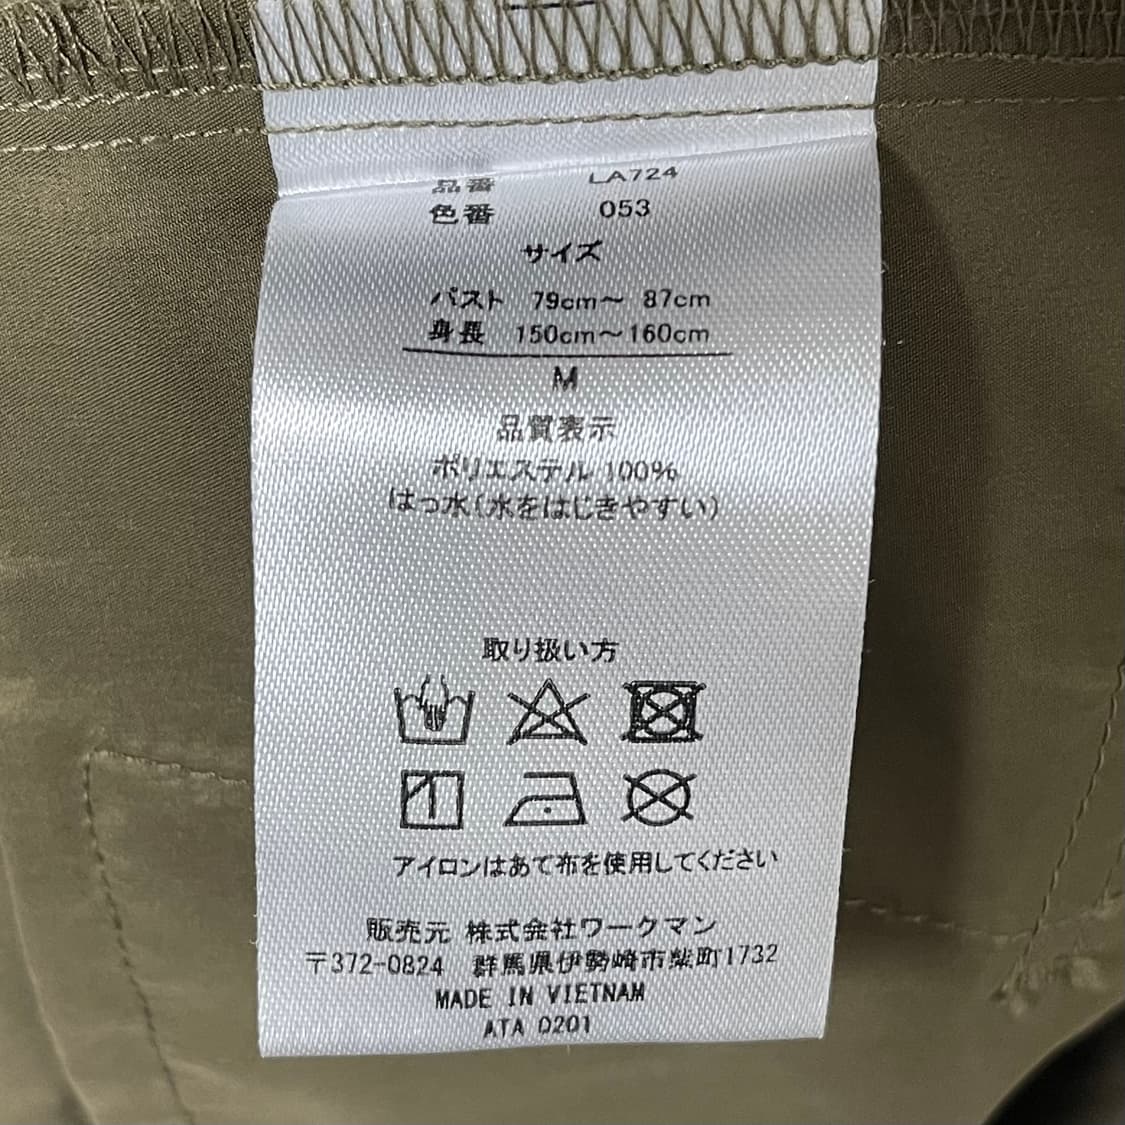 品番 LA724
色番 053
サイズ
バスト 79cm～ 87cm
身長 150cm～160cm
M
品質表示
ポリエステル 100%
はっ水(水をはじきやすい)
取り扱い方
アイロンはあて布を使用してください
販売元 株式会社ワークマン
〒372-0824 群馬県伊勢崎市柴町1732
MADE IN VIETNAM
ATA 0201